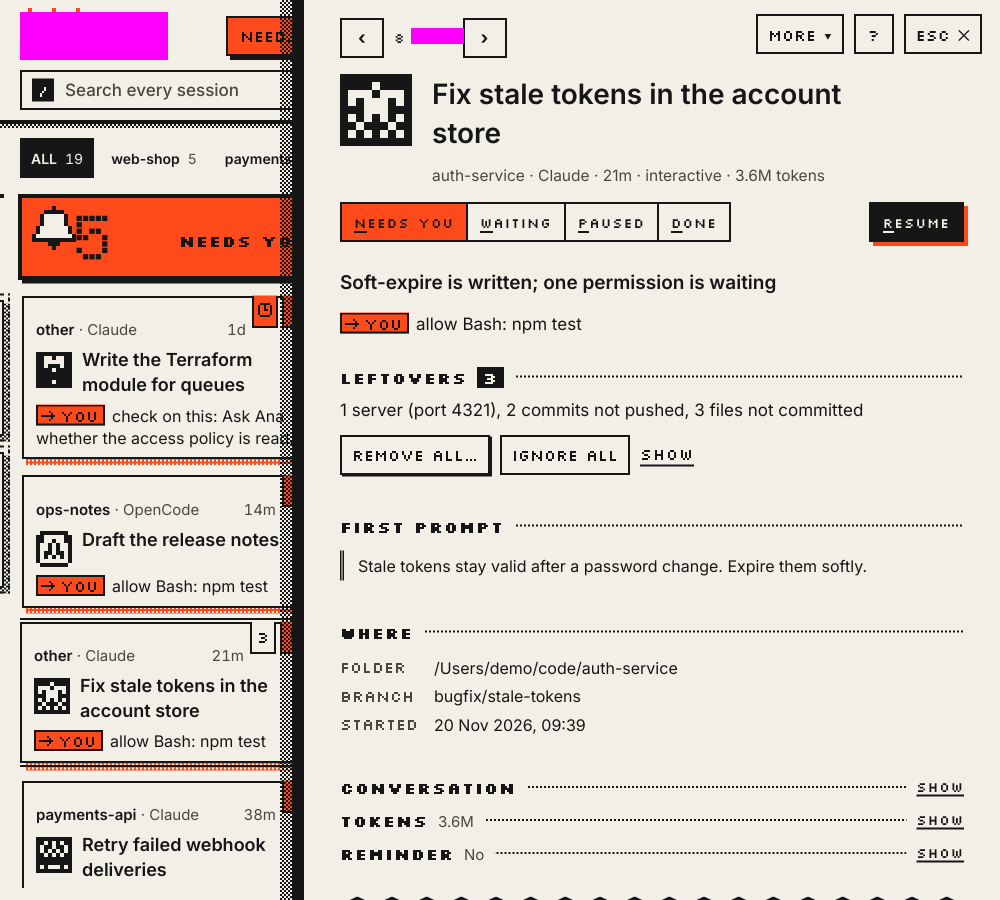 NEED
Search every session
ALL 19 web-shop 5 payments
5 NEEDS YO
other · Claude 1d
Write the Terraform
module for queues
→ YOU check on this: Ask Ana
whether the access policy is read
ops-notes · OpenCode 14m
Draft the release notes
→ YOU allow Bash: npm test
3
other · Claude 21m
Fix stale tokens in the
account store
→ YOU allow Bash: npm test
payments-api · Claude 38m
Retry failed webhook
deliveries
‹ 8 ›
MORE ▾ ? ESC ✕
Fix stale tokens in the account
store
auth-service · Claude · 21m · interactive · 3.6M tokens
NEEDS YOU WAITING PAUSED DONE RESUME
Soft-expire is written; one permission is waiting
→ YOU allow Bash: npm test
LEFTOVERS 3
1 server (port 4321), 2 commits not pushed, 3 files not committed
REMOVE ALL… IGNORE ALL SHOW
FIRST PROMPT
Stale tokens stay valid after a password change. Expire them softly.
WHERE
FOLDER /Users/demo/code/auth-service
BRANCH bugfix/stale-tokens
STARTED 20 Nov 2026, 09:39
CONVERSATION SHOW
TOKENS 3.6M SHOW
REMINDER No SHOW